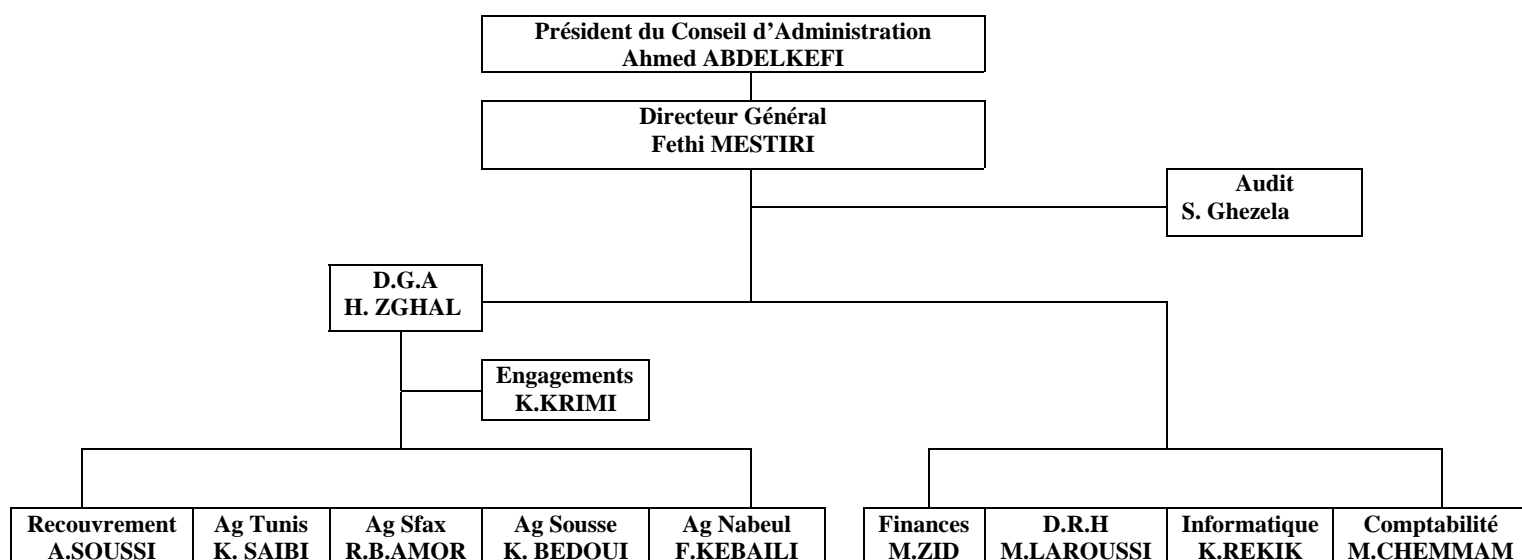 Président du Conseil d'Administration
Ahmed ABDELKEFI
Directeur Général
Fethi MESTIRI
Audit
S. Ghezela
D.G.A
H. ZGHAL
Engagements
K.KRIMI
Recouvrement
A.SOUSSI
Ag Tunis
K. SAIBI
Ag Sfax
R.B.AMOR
Ag Sousse
K. BEDOUI
Ag Nabeul
F.KEBAILI
Finances
M.ZID
D.R.H
M.LAROUSSI
Informatique
K.REKIK
Comptabilité
M.CHEMMAM